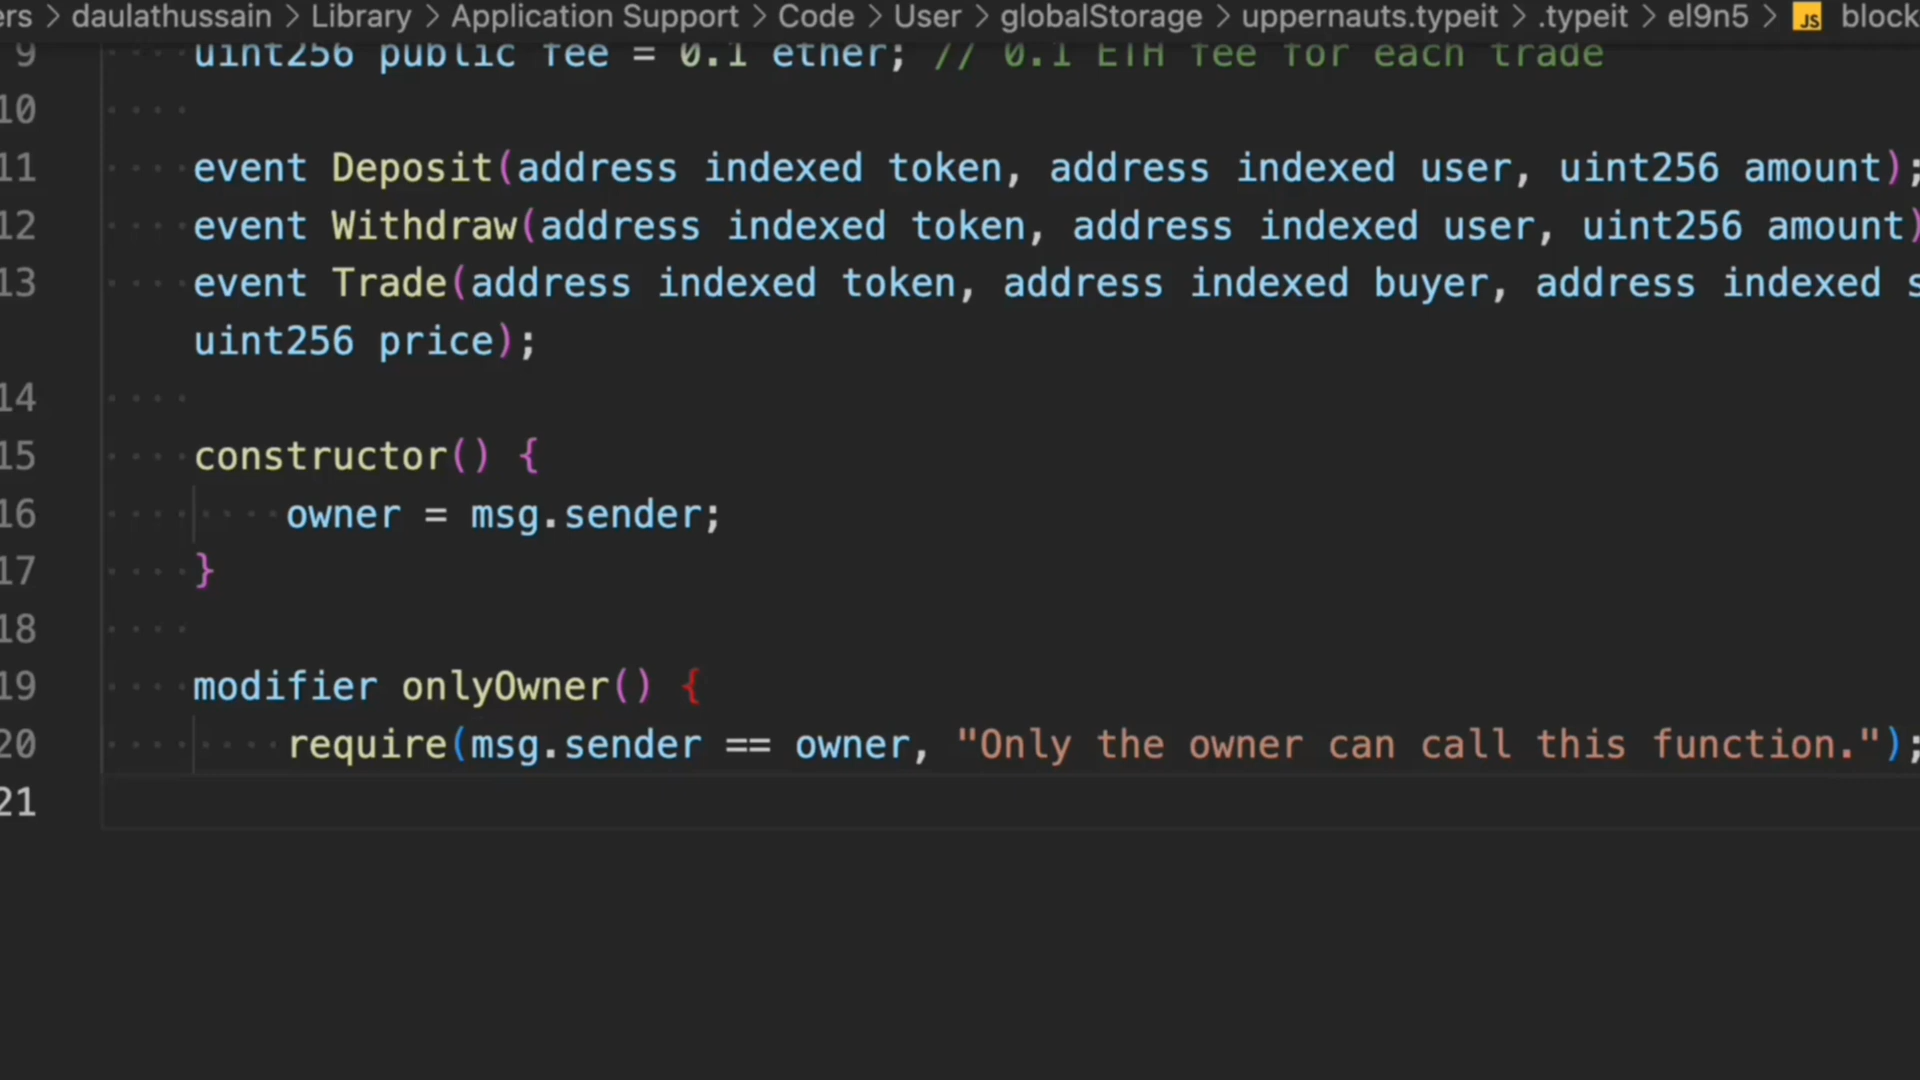 ers > daulathussain > Library > Application Support > Code > User > globalStorage > uppernauts.typeit > .typeit > el9n5 > JS block
9 uint256 public fee = 0.1 ether; // 0.1 ETH fee for each trade
10
11 event Deposit(address indexed token, address indexed user, uint256 amount);
12 event Withdraw(address indexed token, address indexed user, uint256 amount)
13 event Trade(address indexed token, address indexed buyer, address indexed s
uint256 price);
14
15 constructor() {
16 owner = msg.sender;
17 }
18
19 modifier onlyOwner() {
20 require(msg.sender == owner, "Only the owner can call this function.");
21